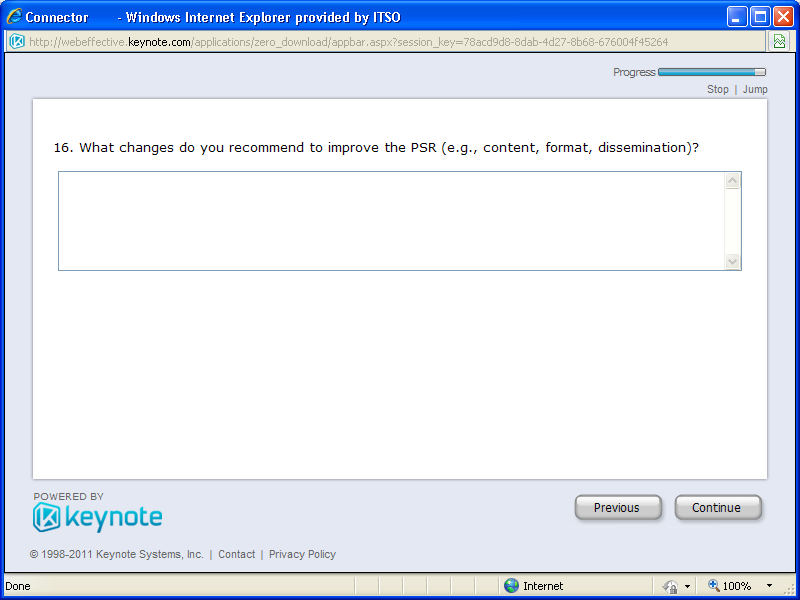 Connector - Windows Internet Explorer provided by ITSO
http://webeffective.keynote.com/applications/zero_download/appbar.aspx?session_key=78acd9d8-8dab-4d27-8b68-676004f45264
Progress
Stop | Jump
16. What changes do you recommend to improve the PSR (e.g., content, format, dissemination)?
POWERED BY
keynote
Previous Continue
© 1998-2011 Keynote Systems, Inc. | Contact | Privacy Policy
Done Internet 100%